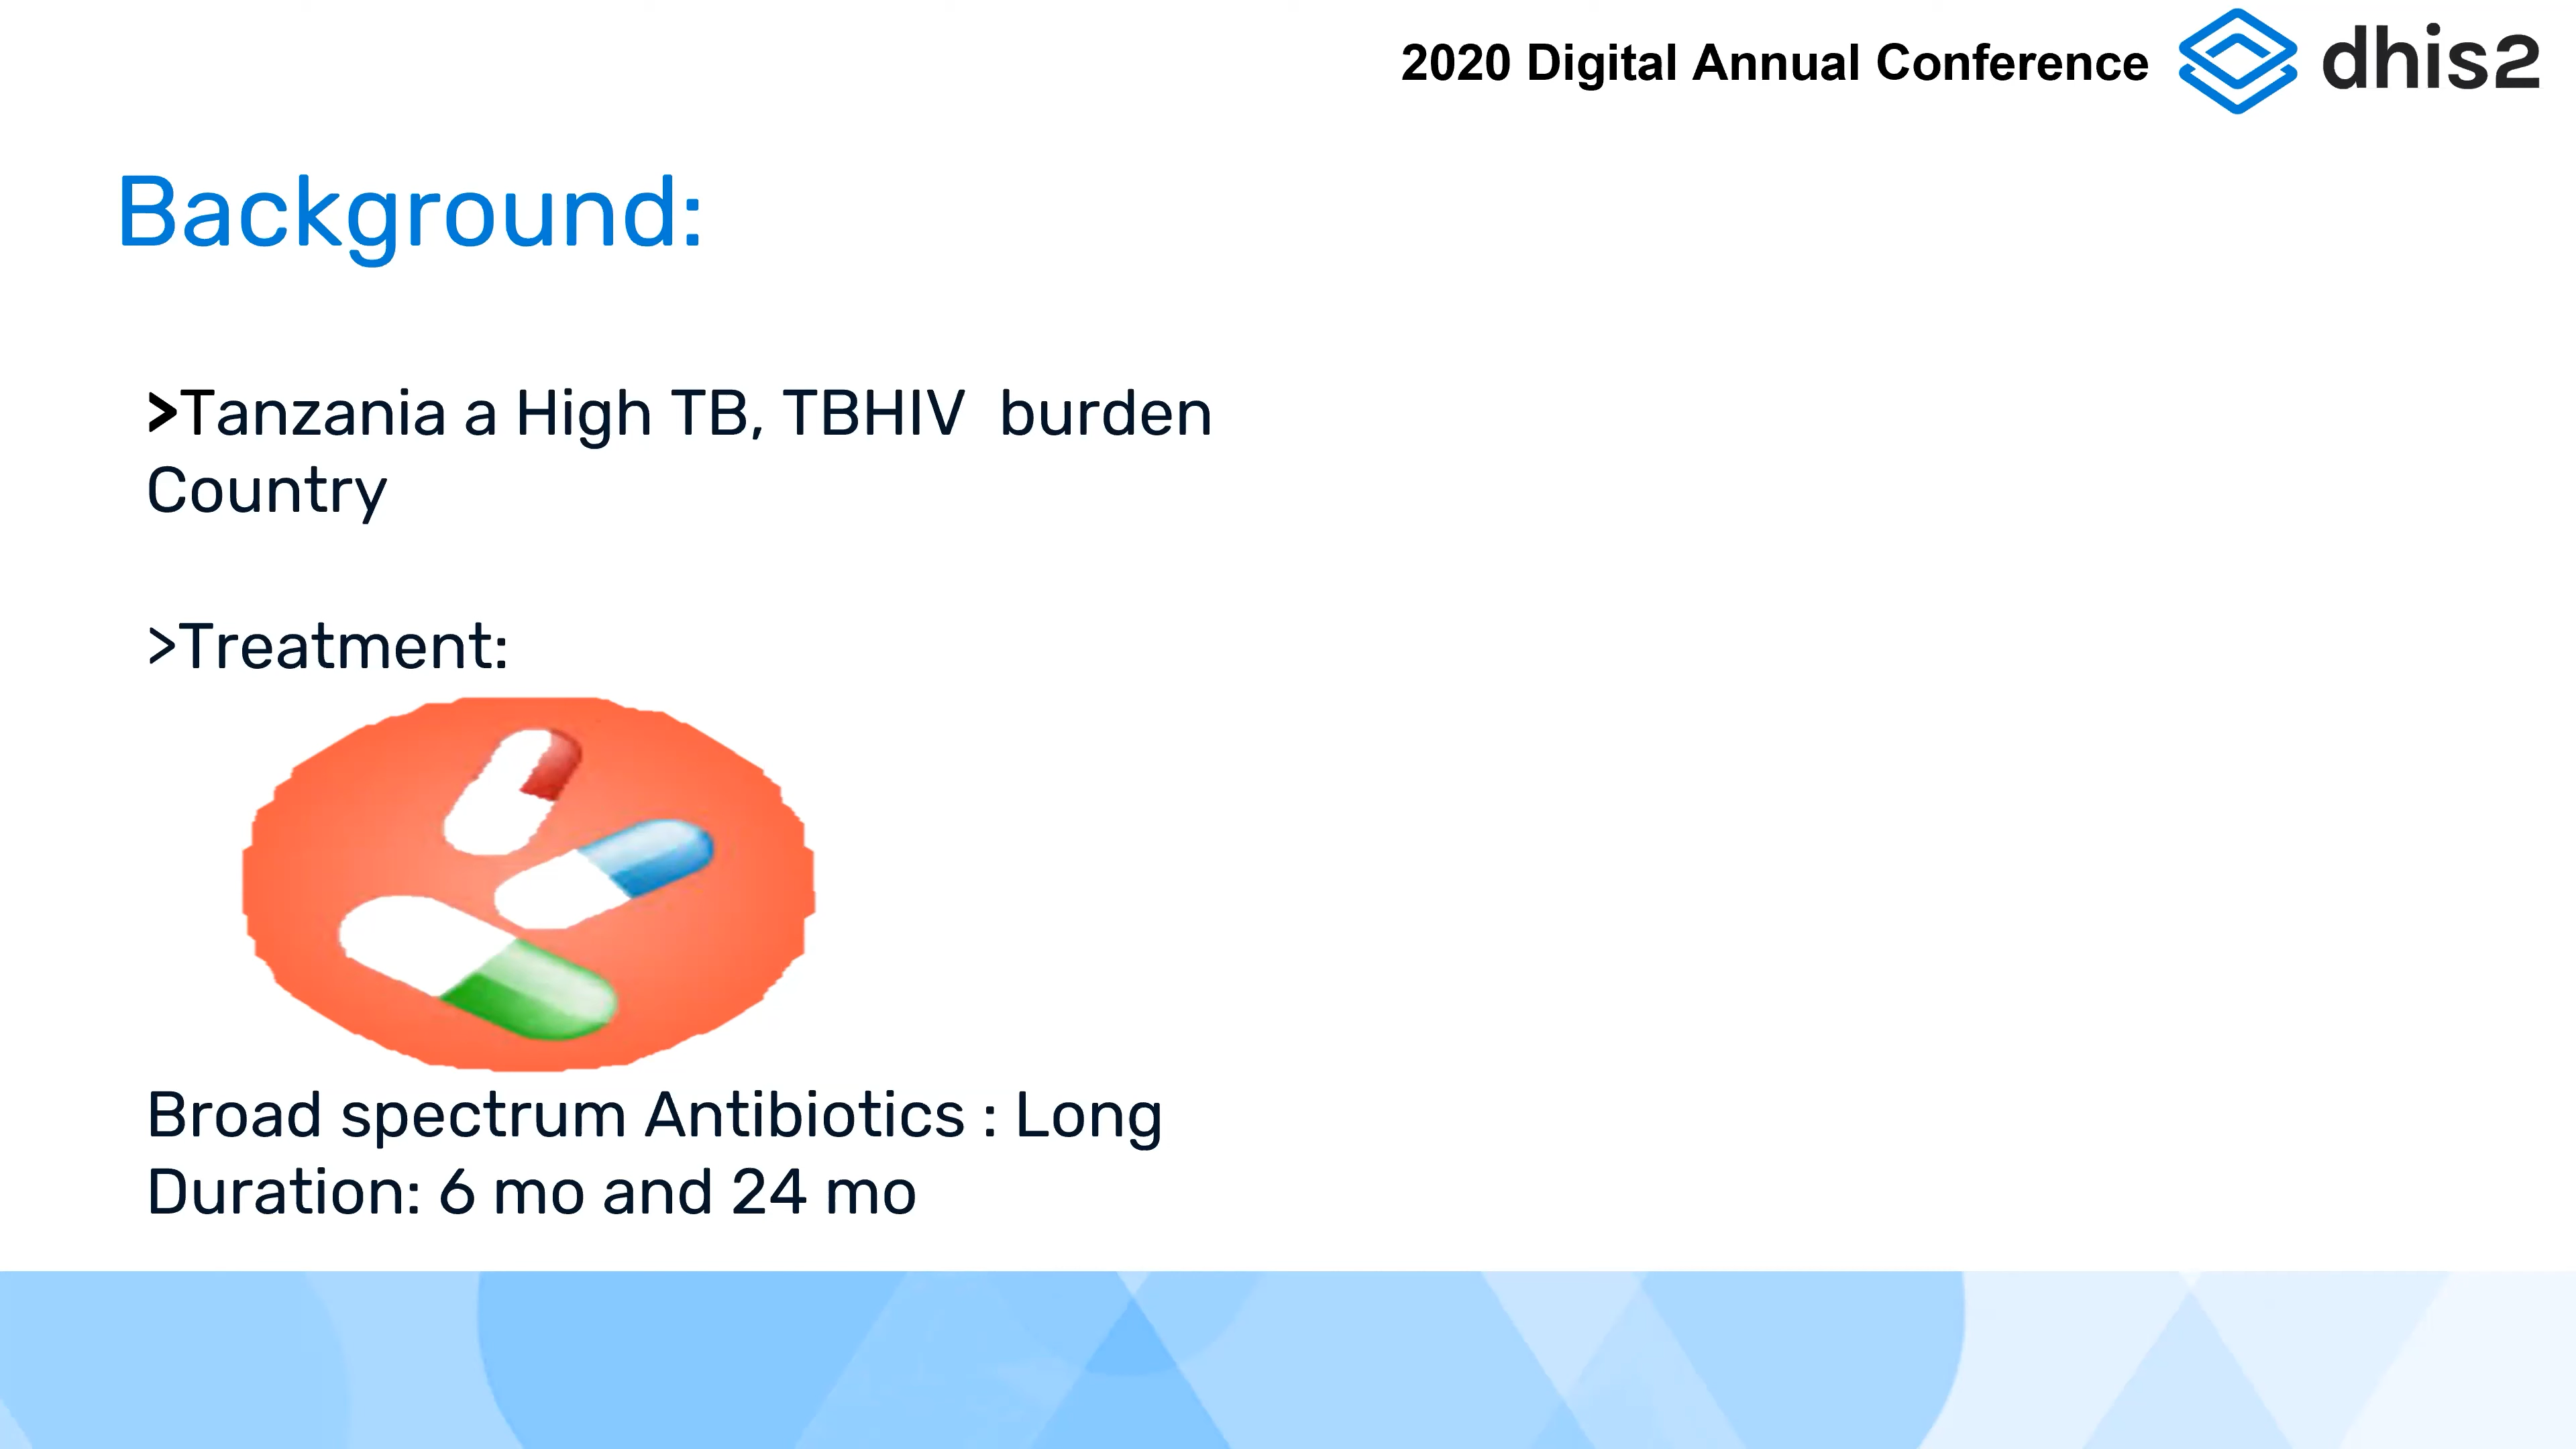 2020 Digital Annual Conference dhis2
Background:
>Tanzania a High TB, TBHIV  burden
Country
>Treatment:
Broad spectrum Antibiotics : Long
Duration: 6 mo and 24 mo